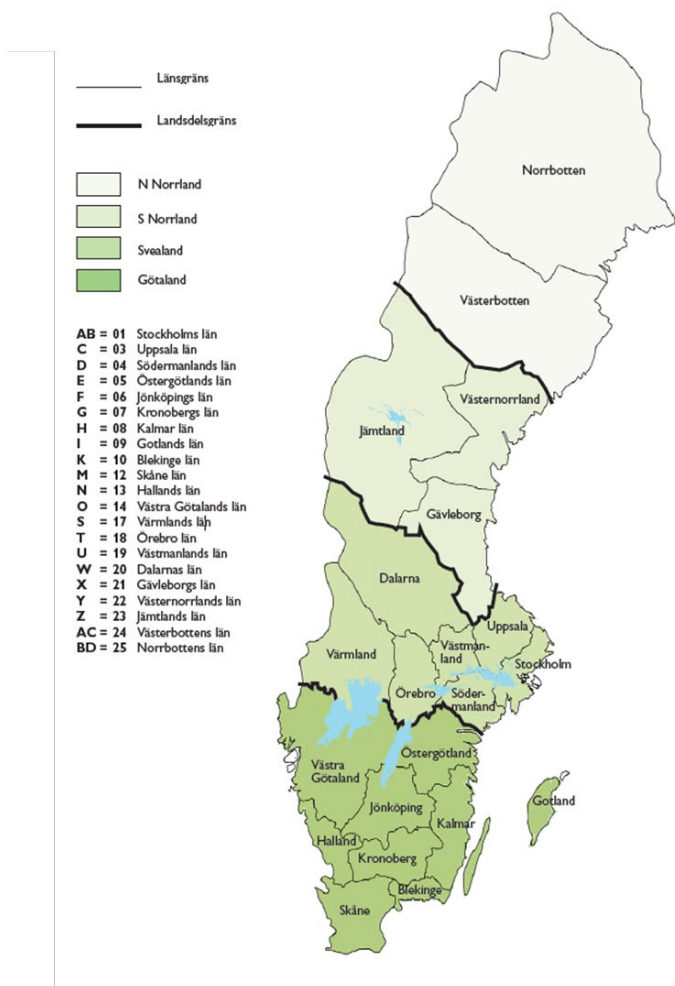 Länsgräns
Landsdelsgräns
N Norrland
S Norrland
Svealand
Götaland
AB = 01 Stockholms län
C = 03 Uppsala län
D = 04 Södermanlands län
E = 05 Östergötlands län
F = 06 Jönköpings län
G = 07 Kronobergs län
H = 08 Kalmar län
I = 09 Gotlands län
K = 10 Blekinge län
M = 12 Skåne län
N = 13 Hallands län
O = 14 Västra Götalands län
S = 17 Värmlands län
T = 18 Örebro län
U = 19 Västmanlands län
W = 20 Dalarnas län
X = 21 Gävleborgs län
Y = 22 Västernorrlands län
Z = 23 Jämtlands län
AC = 24 Västerbottens län
BD = 25 Norrbottens län
Norrbotten
Västerbotten
Västernorrland
Jämtland
Gävleborg
Dalarna
Uppsala
Västman-
land
Värmland
Stockholm
Örebro
Söder-
manland
Östergötland
Västra
Götaland
Jönköping
Gotland
Kalmar
Halland
Kronoberg
Blekinge
Skåne